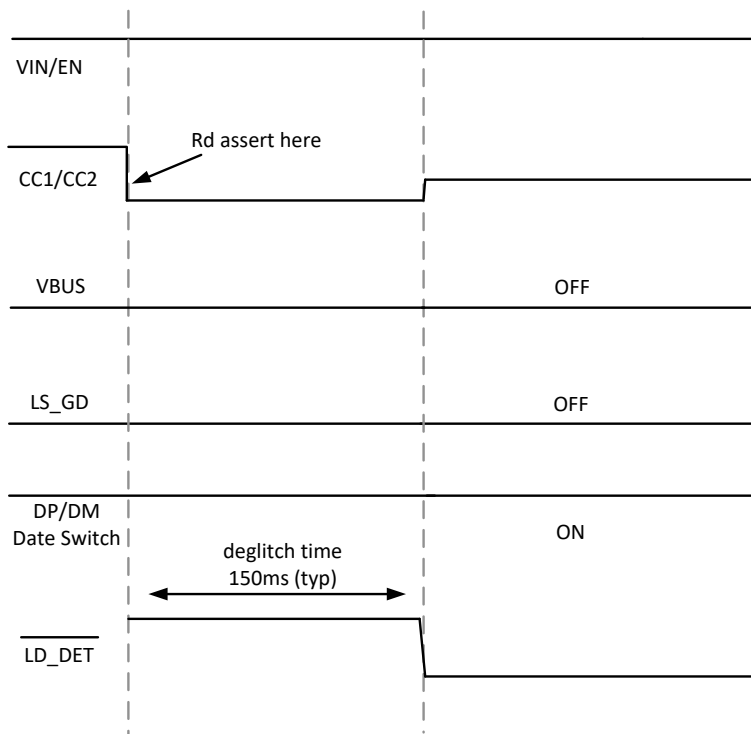 VIN/EN
Rd assert here
CC1/CC2
VBUS
OFF
LS_GD
OFF
DP/DM
Date Switch
ON
deglitch time
150ms (typ)
LD_DET